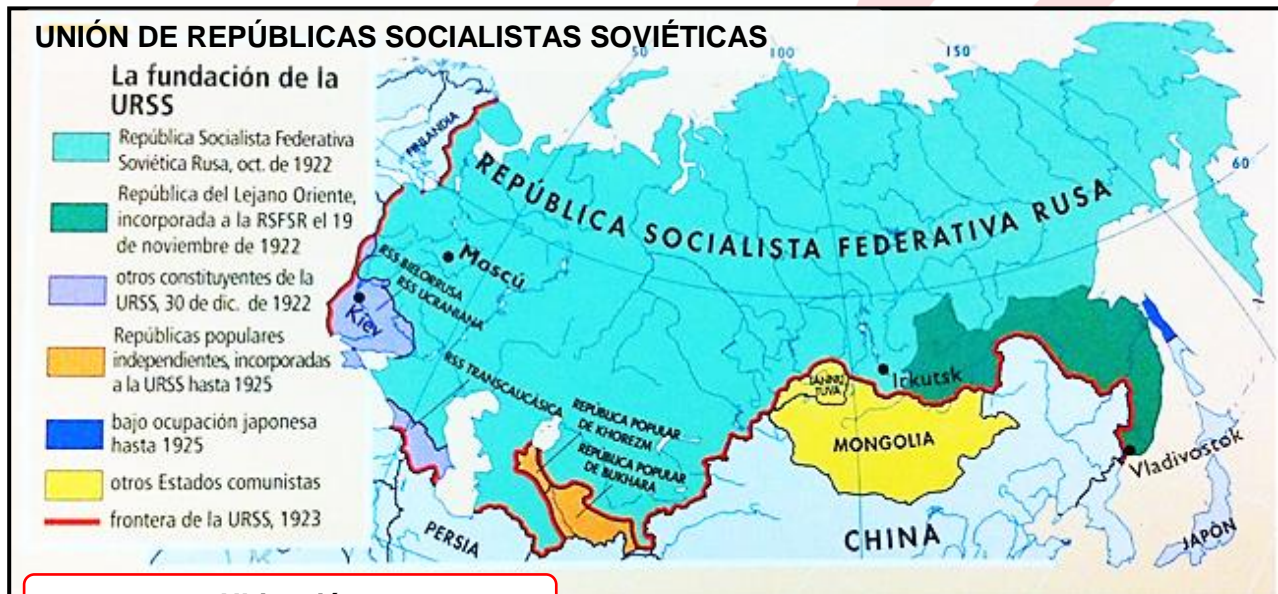 UNIÓN DE REPÚBLICAS SOCIALISTAS SOVIÉTICAS
La fundación de la
URSS
República Socialista Federativa
Soviética Rusa, oct. de 1922
República del Lejano Oriente,
incorporada a la RSFSR el 19
de noviembre de 1922
otros constituyentes de la
URSS, 30 de dic. de 1922
Repúblicas populares
independientes, incorporadas
a la URSS hasta 1925
bajo ocupación japonesa
hasta 1925
otros Estados comunistas
frontera de la URSS, 1923
50
100
150
60
FINLANDIA
REPÚBLICA SOCIALISTA FEDERATIVA RUSA
Moscú
RSS BIELORRUSA
RSS UCRANIANA
Kiev
RSS TRANSCAUCÁSICA
REPÚBLICA POPULAR
DE KHOREZM
REPÚBLICA POPULAR
DE BUKHARA
TANNU
TUVA
Irkutsk
MONGOLIA
Vladivostok
PERSIA
CHINA
JAPÓN